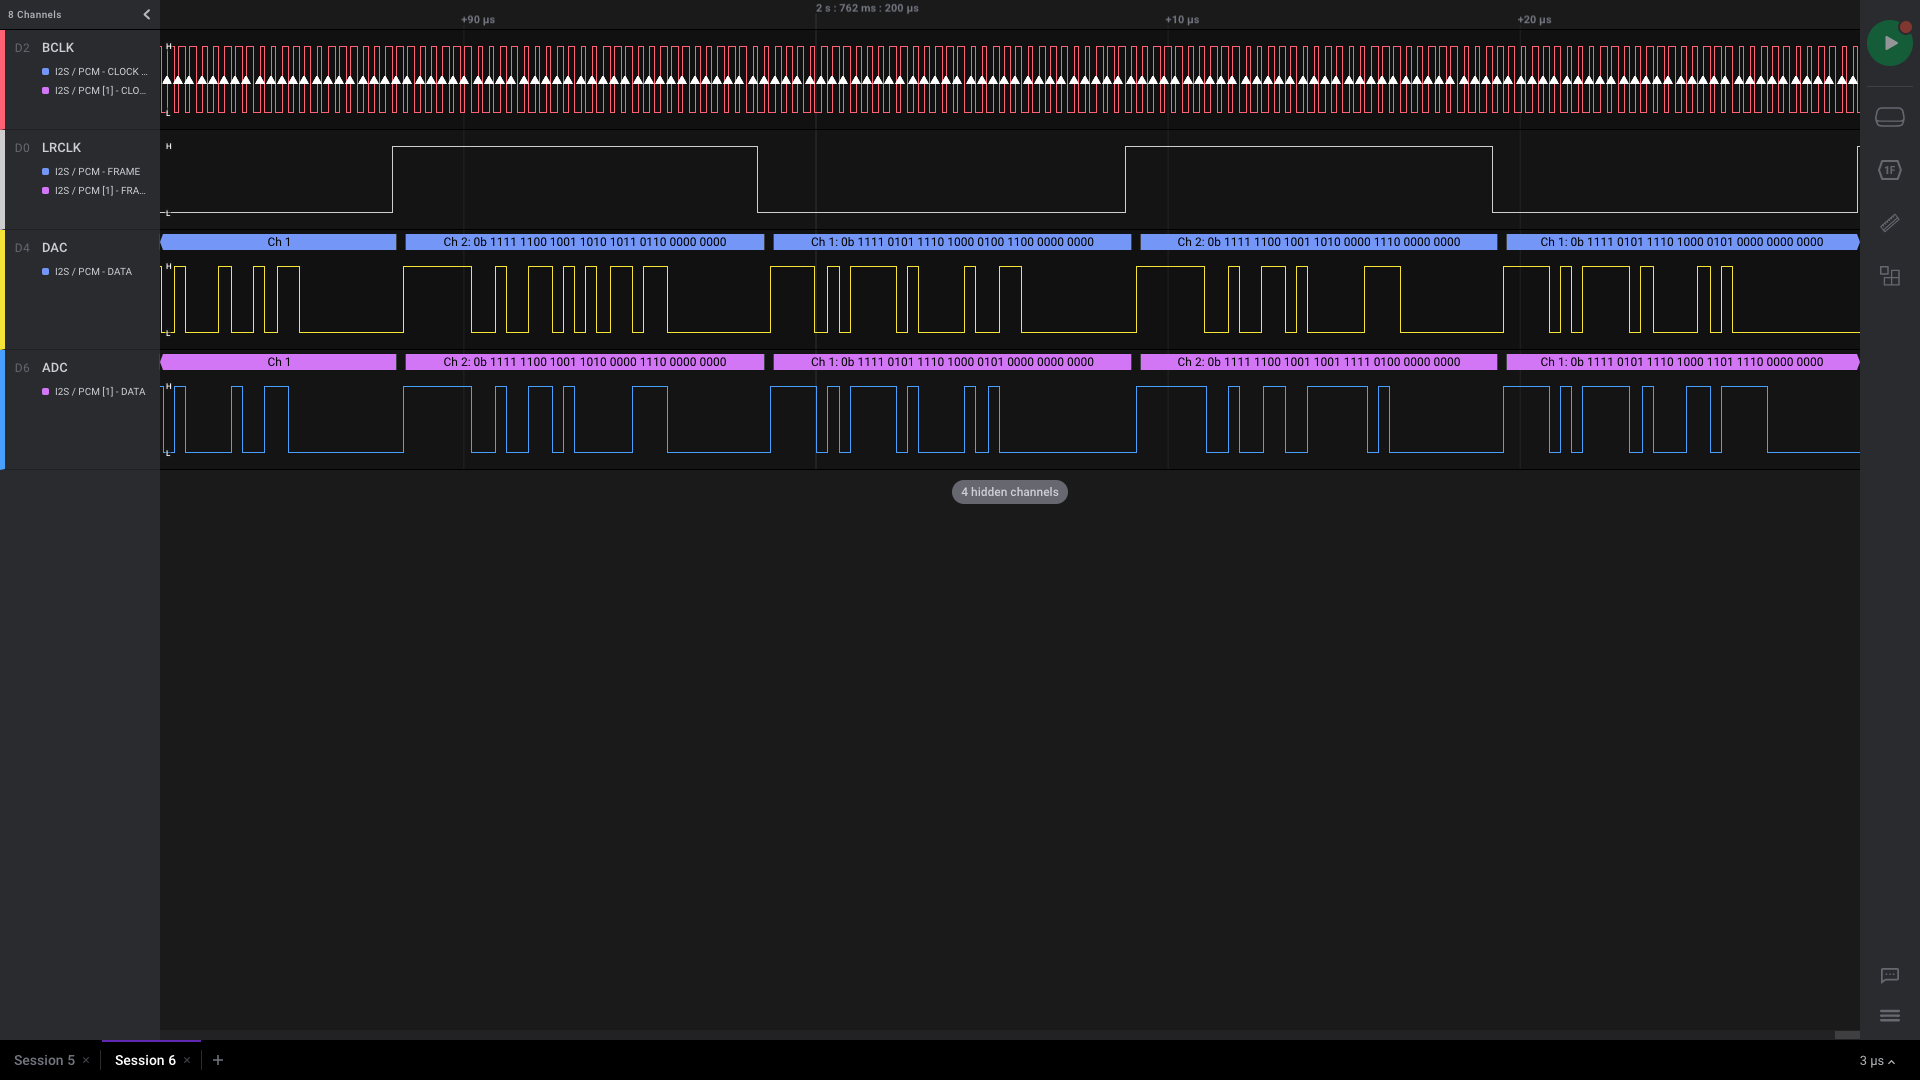 8 Channels
2 s : 762 ms : 200 µs
+90 µs
+10 µs
+20 µs
D2 BCLK
I2S / PCM - CLOCK ...
I2S / PCM [1] - CLO...
H
L
D0 LRCLK
I2S / PCM - FRAME
I2S / PCM [1] - FRA...
H
L
D4 DAC
I2S / PCM - DATA
Ch 1
Ch 2: 0b 1111 1100 1001 1010 1011 0110 0000 0000
Ch 1: 0b 1111 0101 1110 1000 0100 1100 0000 0000
Ch 2: 0b 1111 1100 1001 1010 0000 1110 0000 0000
Ch 1: 0b 1111 0101 1110 1000 0101 0000 0000 0000
H
L
D6 ADC
I2S / PCM [1] - DATA
Ch 1
Ch 2: 0b 1111 1100 1001 1010 0000 1110 0000 0000
Ch 1: 0b 1111 0101 1110 1000 0101 0000 0000 0000
Ch 2: 0b 1111 1100 1001 1001 1111 0100 0000 0000
Ch 1: 0b 1111 0101 1110 1000 1101 1110 0000 0000
H
L
4 hidden channels
1F
Session 5
Session 6
3 µs